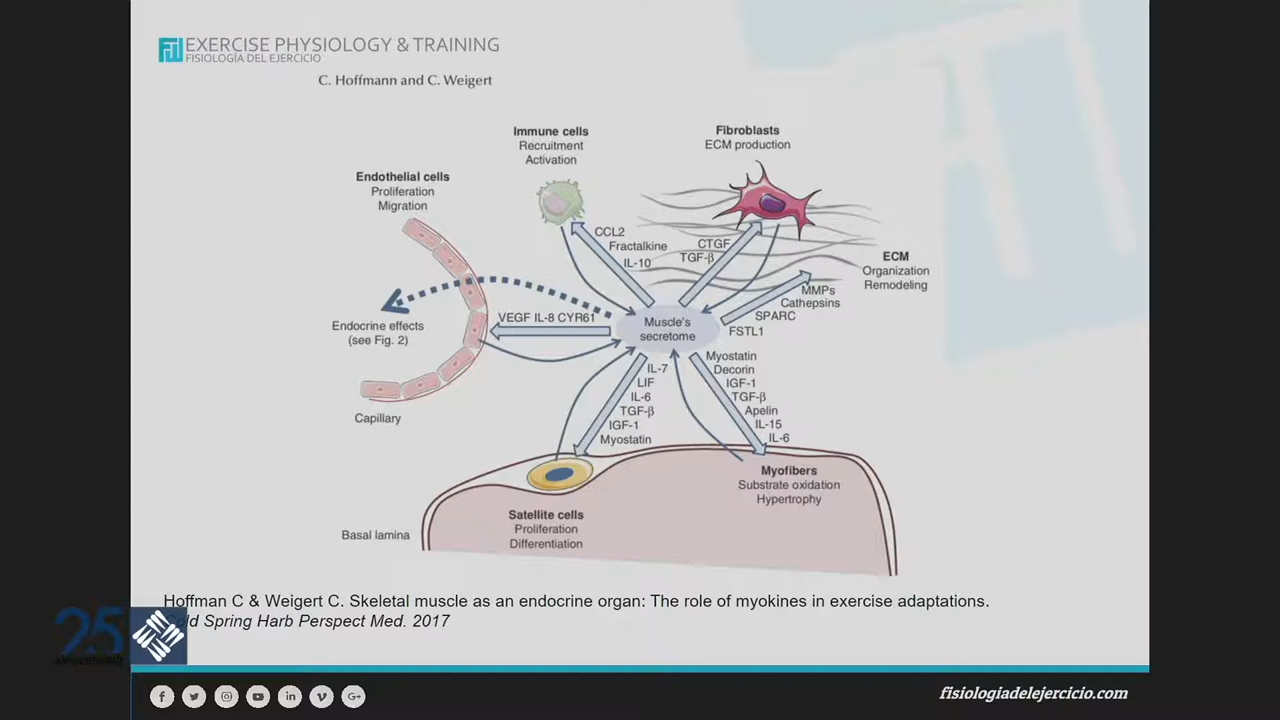 EXERCISE PHYSIOLOGY & TRAINING
FISIOLOGÍA DEL EJERCICIO
C. Hoffmann and C. Weigert
Immune cells
Recruitment
Activation
Fibroblasts
ECM production
Endothelial cells
Proliferation
Migration
CCL2
Fractalkine
IL-10
CTGF
TGF-β
ECM
Organization
Remodeling
MMPs
Cathepsins
SPARC
FSTL1
Endocrine effects
(see Fig. 2)
VEGF IL-8 CYR61
Muscle's
secretome
Capillary
IL-7
LIF
IL-6
TGF-β
IGF-1
Myostatin
Myostatin
Decorin
IGF-1
TGF-β
Apelin
IL-15
IL-6
Myofibers
Substrate oxidation
Hypertrophy
Satellite cells
Proliferation
Differentiation
Basal lamina
Hoffman C & Weigert C. Skeletal muscle as an endocrine organ: The role of myokines in exercise adaptations.
Spring Harb Perspect Med. 2017
25
ANIVERSARIO
fisiologiadelejercicio.com